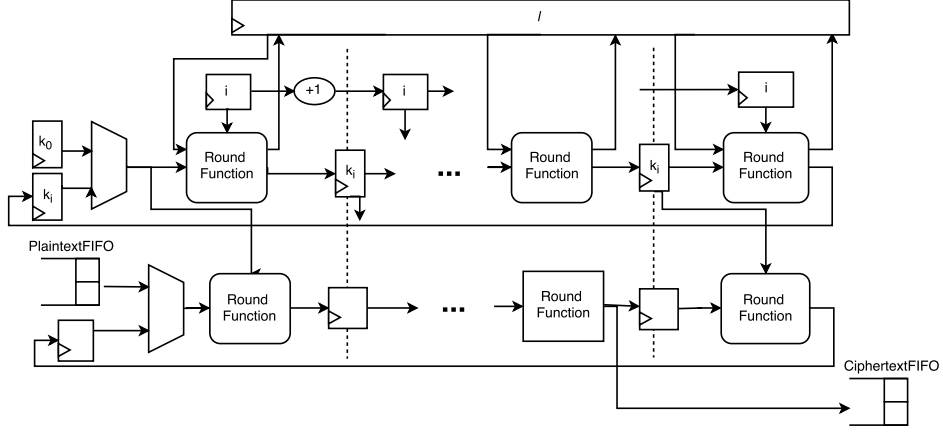 l
i
+1
i
i
k₀
Round
Function
kᵢ
...
Round
Function
kᵢ
Round
Function
kᵢ
PlaintextFIFO
Round
Function
...
Round
Function
Round
Function
CiphertextFIFO